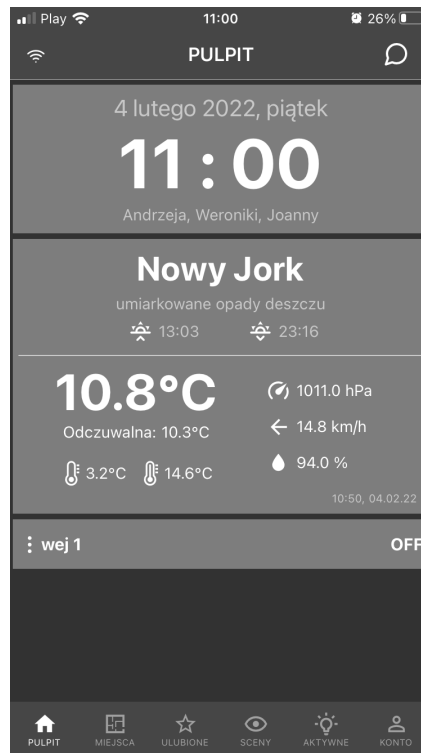 Play 11:00 26%
PULPIT
4 lutego 2022, piątek
11 : 00
Andrzeja, Weroniki, Joanny
Nowy Jork
umiarkowane opady deszczu
13:03 23:16
10.8°C
1011.0 hPa
Odczuwalna: 10.3°C
14.8 km/h
3.2°C 14.6°C
94.0 %
10:50, 04.02.22
wej 1 OFF
PULPIT MIEJSCA ULUBIONE SCENY AKTYWNE KONTO